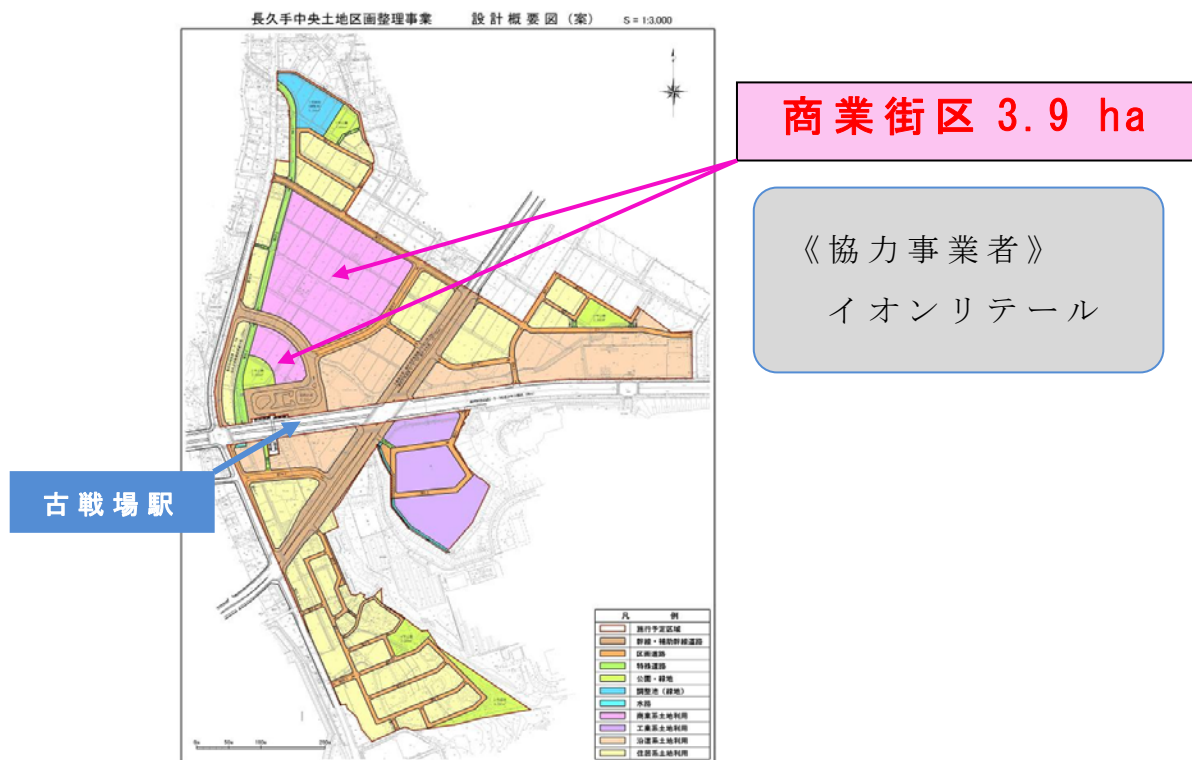 長久手中央土地区画整理事業 設計概要図（案） S = 1:3,000
商業街区 3.9 ha
《協力事業者》
イオンリテール
古戦場駅
凡 例
施行予定区域
幹線・補助幹線道路
区画道路
特殊道路
公園・緑地
調整池（緑地）
水路
商業系土地利用
工業系土地利用
沿道系土地利用
住居系土地利用
0m 50m 100m 200m